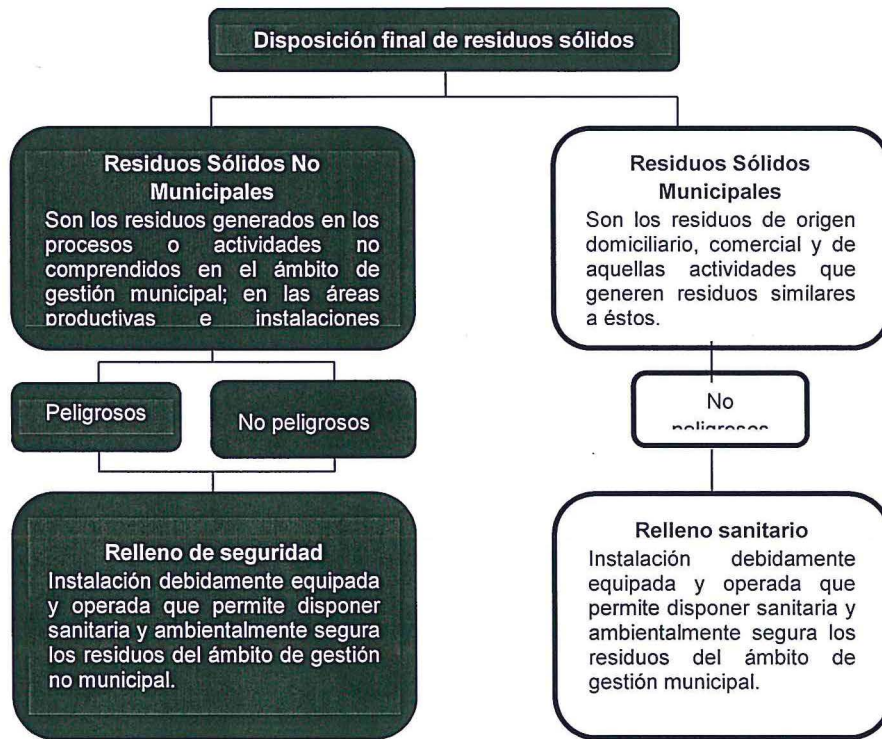 Disposición final de residuos sólidos
Residuos Sólidos No
Municipales
Son los residuos generados en los
procesos o actividades no
comprendidos en el ámbito de
gestión municipal; en las áreas
productivas e instalaciones
Residuos Sólidos
Municipales
Son los residuos de origen
domiciliario, comercial y de
aquellas actividades que
generen residuos similares
a éstos.
Peligrosos
No peligrosos
No
Relleno de seguridad
Instalación debidamente equipada
y operada que permite disponer
sanitaria y ambientalmente segura
los residuos del ámbito de gestión
no municipal.
Relleno sanitario
Instalación debidamente
equipada y operada que
permite disponer sanitaria y
ambientalmente segura los
residuos del ámbito de
gestión municipal.